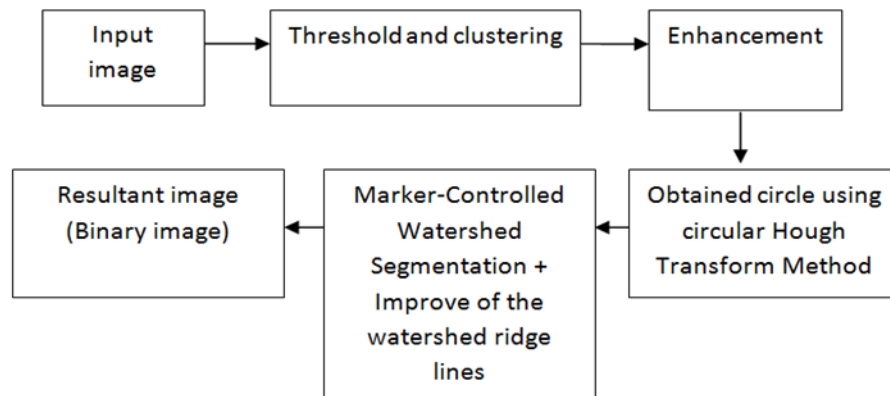 Input
image
Threshold and clustering
Enhancement
Obtained circle using
circular Hough
Transform Method
Marker-Controlled
Watershed
Segmentation +
Improve of the
watershed ridge
lines
Resultant image
(Binary image)